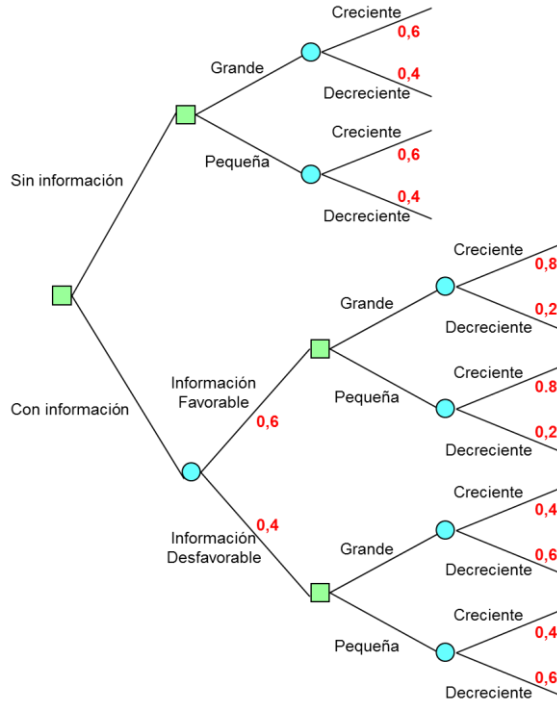 Creciente
0,6
Grande
0,4
Decreciente
Creciente
0,6
Pequeña
0,4
Decreciente
Sin información
Creciente
0,8
Grande
0,2
Decreciente
Creciente
0.8
Pequeña
0,2
Decreciente
Información
Favorable
0,6
Con información
0,4
Información
Desfavorable
Creciente
0,4
Grande
0,6
Decreciente
Creciente
0,4
Pequeña
0,6
Decreciente